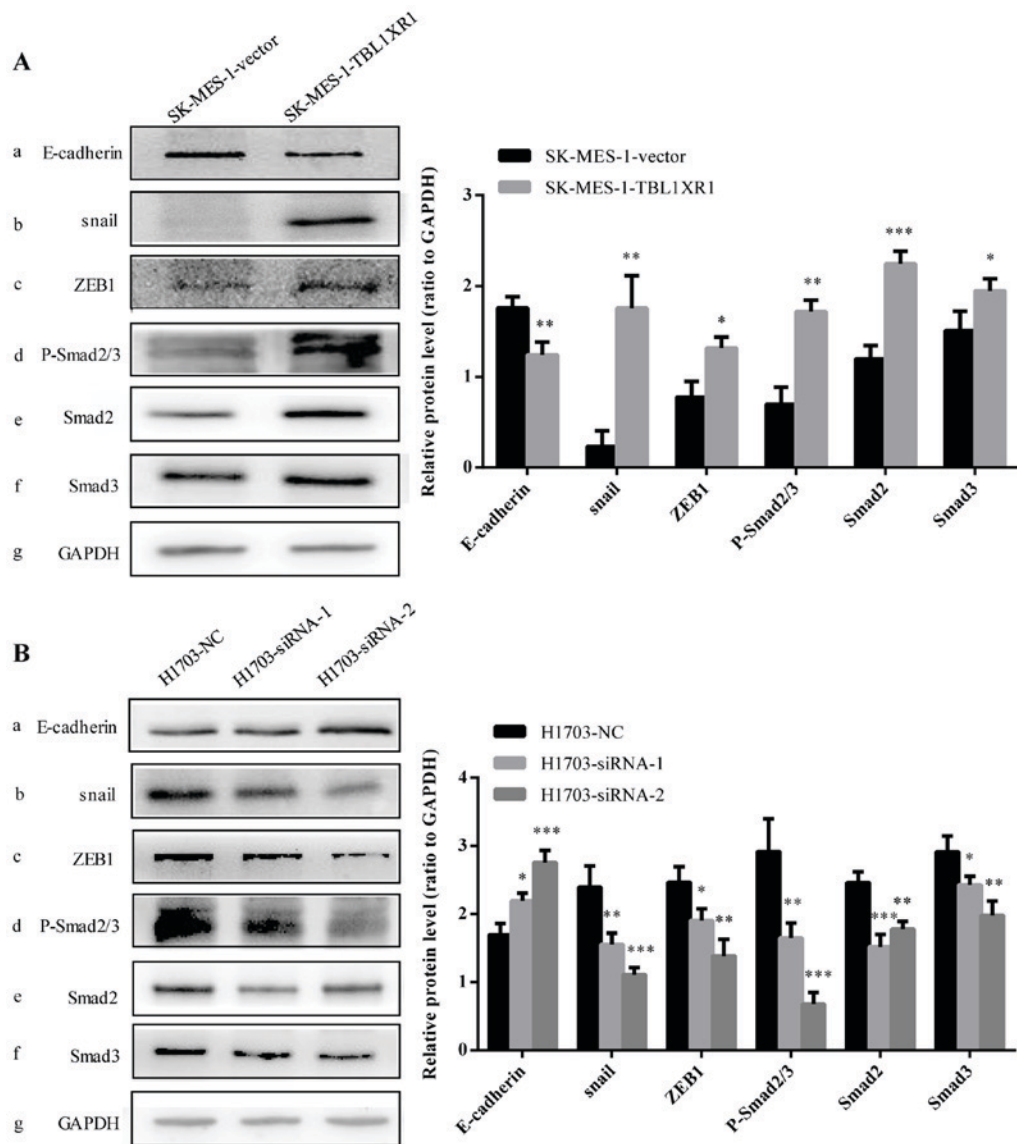 A
SK-MES-1-vector
SK-MES-1-TBL1XR1
a E-cadherin
b snail
c ZEB1
d P-Smad2/3
e Smad2
f Smad3
g GAPDH
Relative protein level (ratio to GAPDH)
SK-MES-1-vector
SK-MES-1-TBL1XR1
3
2
1
0
**
**
*
**
***
*
E-cadherin
snail
ZEB1
P-Smad2/3
Smad2
Smad3
B
H1703-NC
H1703-siRNA-1
H1703-siRNA-2
a E-cadherin
b snail
c ZEB1
d P-Smad2/3
e Smad2
f Smad3
g GAPDH
Relative protein level (ratio to GAPDH)
H1703-NC
H1703-siRNA-1
H1703-siRNA-2
4
3
2
1
0
*
***
**
***
*
**
**
***
***
**
*
**
E-cadherin
snail
ZEB1
P-Smad2/3
Smad2
Smad3